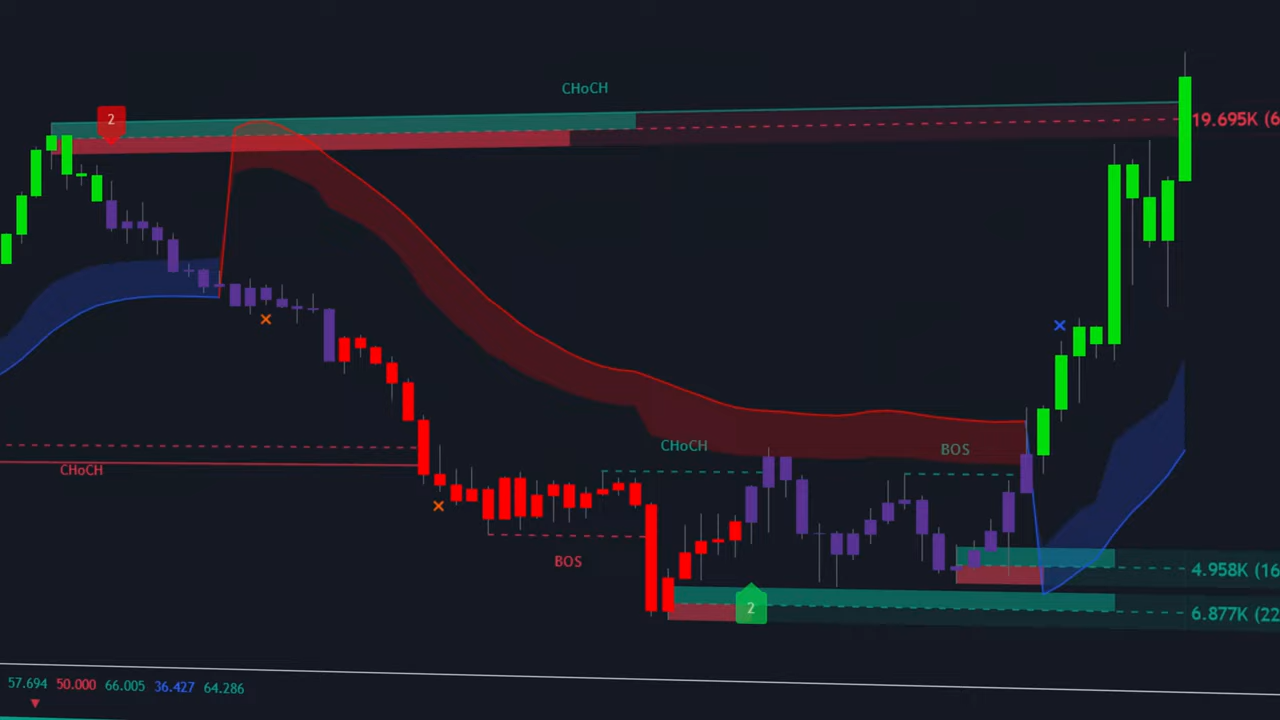 CHoCH
2
19.695K (6
CHoCH
BOS
CHoCH
BOS
4.958K (16
2
6.877K (22
57.694 50.000 66.005 36.427 64.286